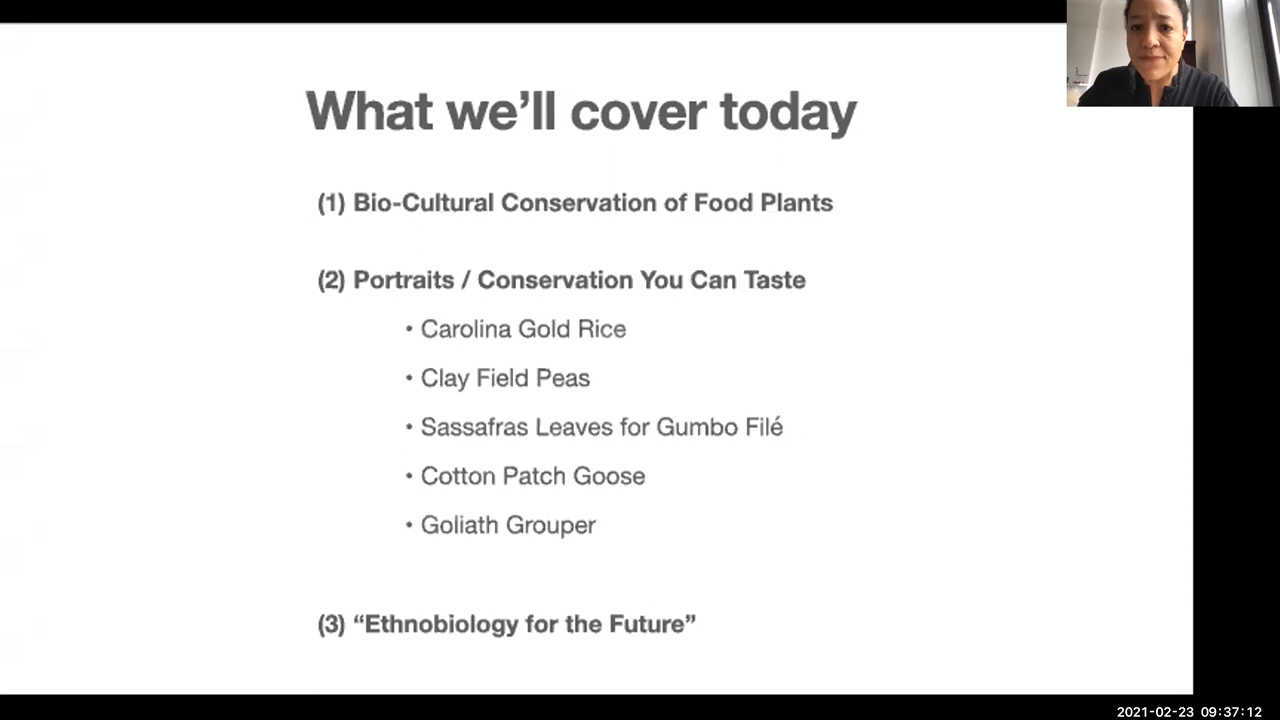 What we’ll cover today
(1) Bio-Cultural Conservation of Food Plants
(2) Portraits / Conservation You Can Taste
• Carolina Gold Rice
• Clay Field Peas
• Sassafras Leaves for Gumbo Filé
• Cotton Patch Goose
• Goliath Grouper
(3) “Ethnobiology for the Future”
2021-02-23 09:37:12